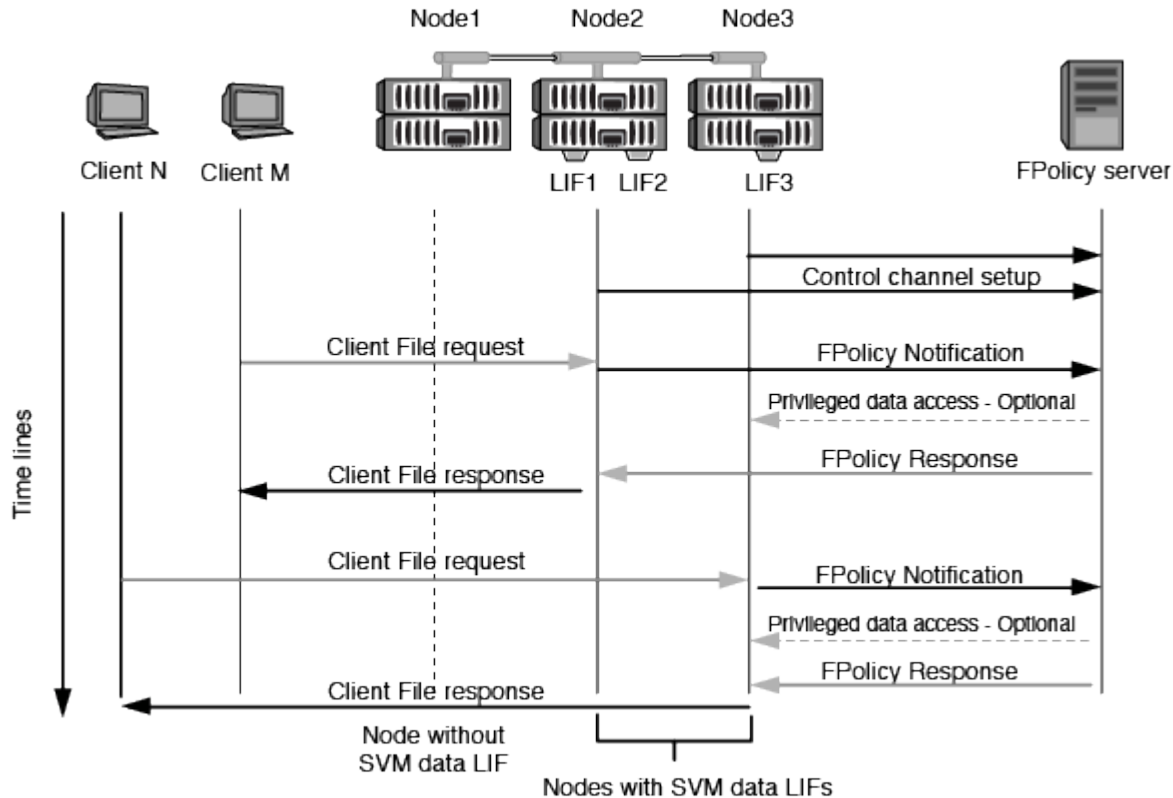 Node1
Node2
Node3
Client N
Client M
LIF1
LIF2
LIF3
FPolicy server
Control channel setup
Client File request
FPolicy Notification
Privileged data access - Optional
FPolicy Response
Client File response
Time lines
Client File request
FPolicy Notification
Privileged data access - Optional
FPolicy Response
Client File response
Node without
SVM data LIF
Nodes with SVM data LIFs